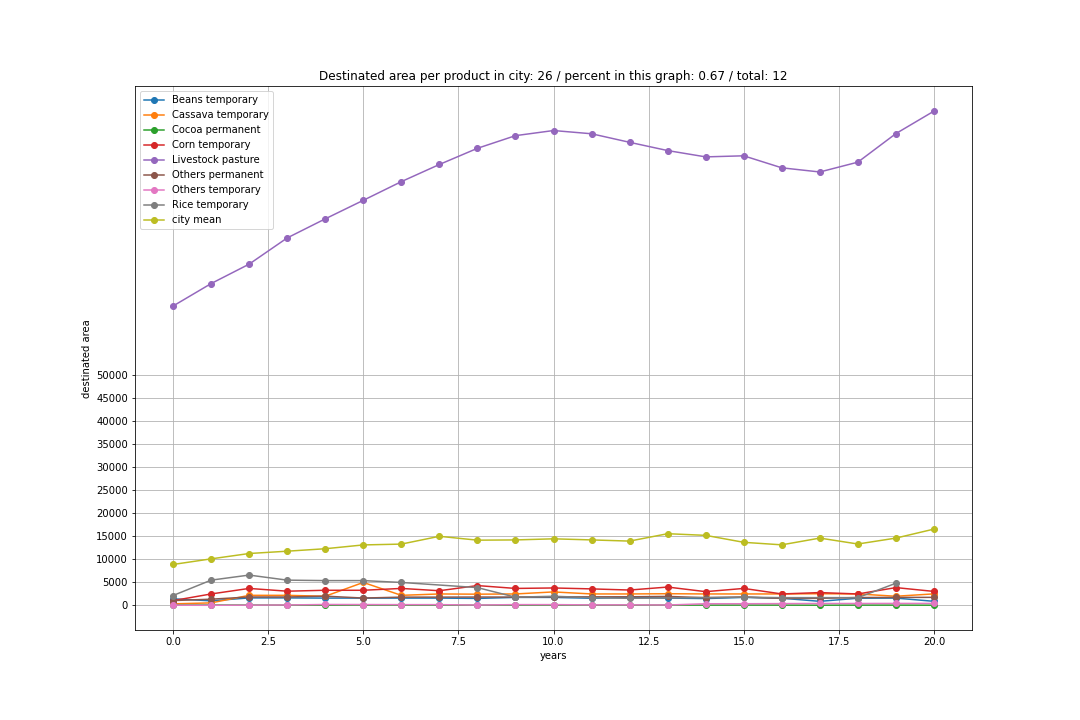 Destinated area per product in city: 26 / percent in this graph: 0.67 / total: 12
Beans temporary
Cassava temporary
Cocoa permanent
Corn temporary
Livestock pasture
Others permanent
Others temporary
Rice temporary
city mean
destinated area
50000
45000
40000
35000
30000
25000
20000
15000
10000
5000
0
0.0 2.5 5.0 7.5 10.0 12.5 15.0 17.5 20.0
years